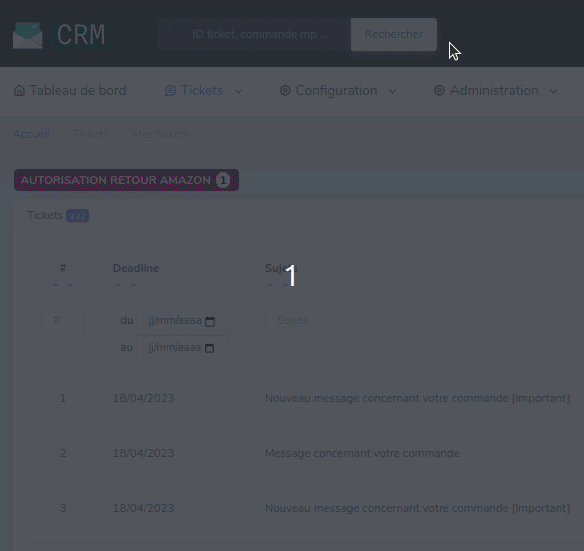 CRM
ID ticket, commande mp ...
Rechercher
Tableau de bord
Tickets
Configuration
Administration
Accueil
Tickets
Mes tickets
AUTORISATION RETOUR AMAZON 1
Tickets 232
# Deadline Sujets
1
# du jj/mm/aaaa Sujets
au jj/mm/aaaa
1 18/04/2023 Nouveau message concernant votre commande [important]
2 18/04/2023 Message concernant votre commande
3 18/04/2023 Nouveau message concernant votre commande [important]